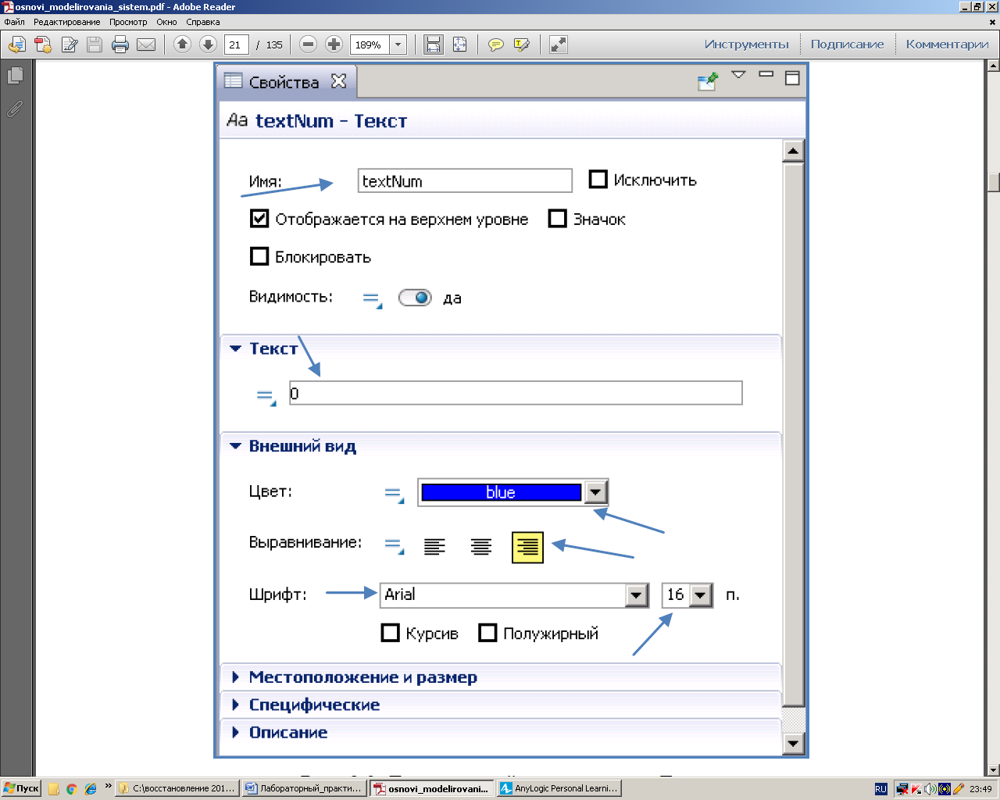 osnovi_modelirovania_sistem.pdf - Adobe Reader
Файл Редактирование Просмотр Окно Справка
21 / 135 189% Инструменты Подписание Комментарии
Свойства
Aa textNum - Текст
Имя: textNum Исключить
Отображается на верхнем уровне Значок
Блокировать
Видимость: да
Текст
0
Внешний вид
Цвет: blue
Выравнивание:
Шрифт: Arial 16 п.
Курсив Полужирный
Местоположение и размер
Специфические
Описание
Пуск » C:\восстановление 201... Лабораторный_практи... osnovi_modelirovani... AnyLogic Personal Learni... RU 23:49